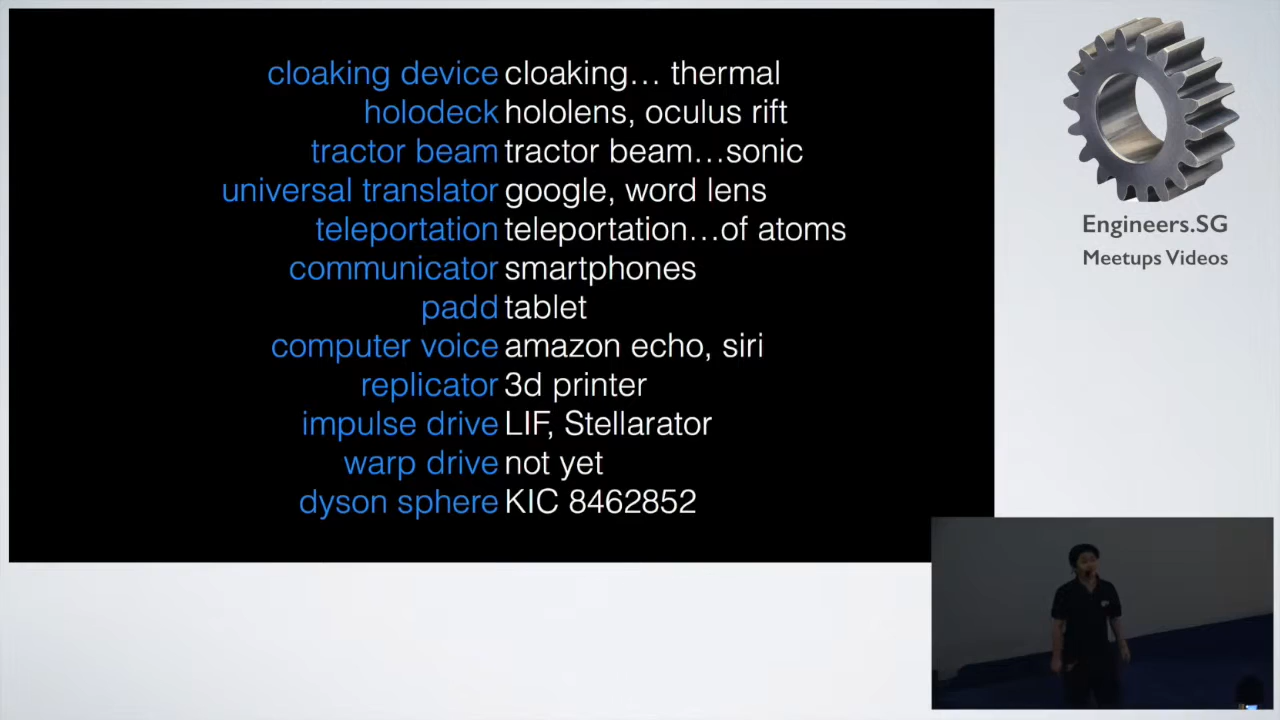 cloaking device cloaking... thermal
holodeck hololens, oculus rift
tractor beam tractor beam...sonic
universal translator google, word lens
teleportation teleportation...of atoms
communicator smartphones
padd tablet
computer voice amazon echo, siri
replicator 3d printer
impulse drive LIF, Stellarator
warp drive not yet
dyson sphere KIC 8462852
Engineers.SG
Meetups Videos